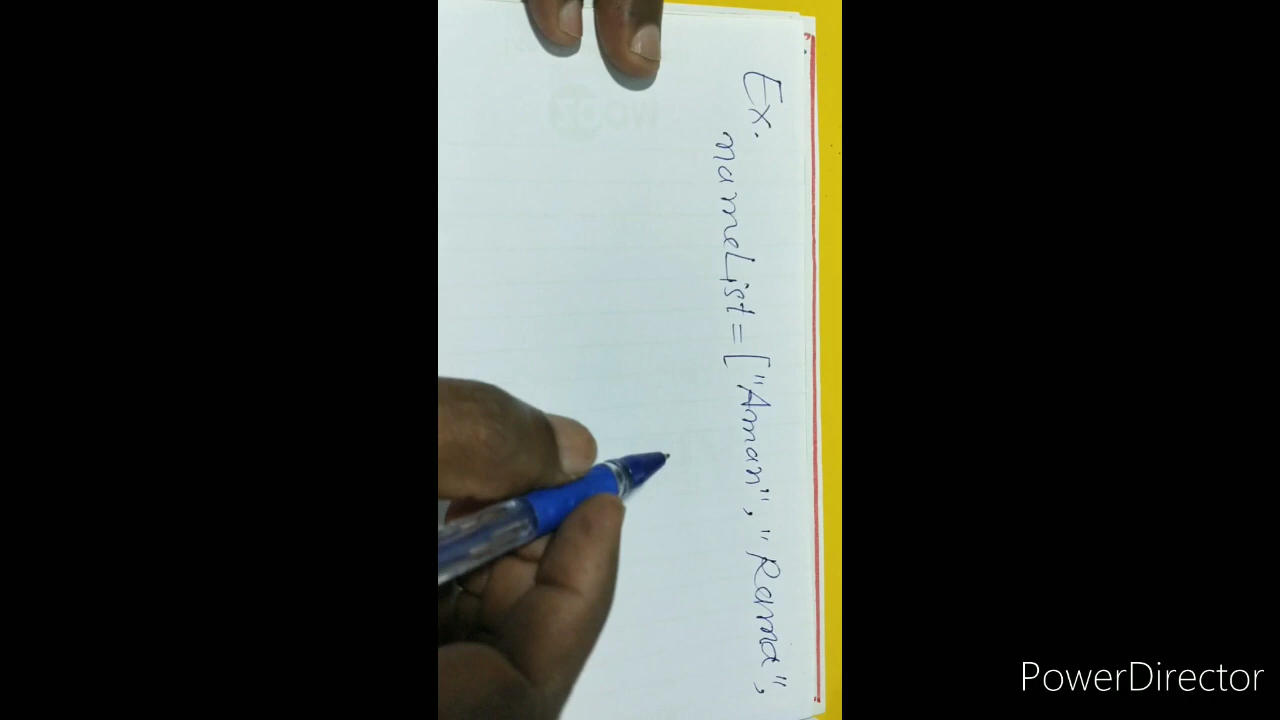 Ex.
nameList = ["Aman", "Rama",
PowerDirector